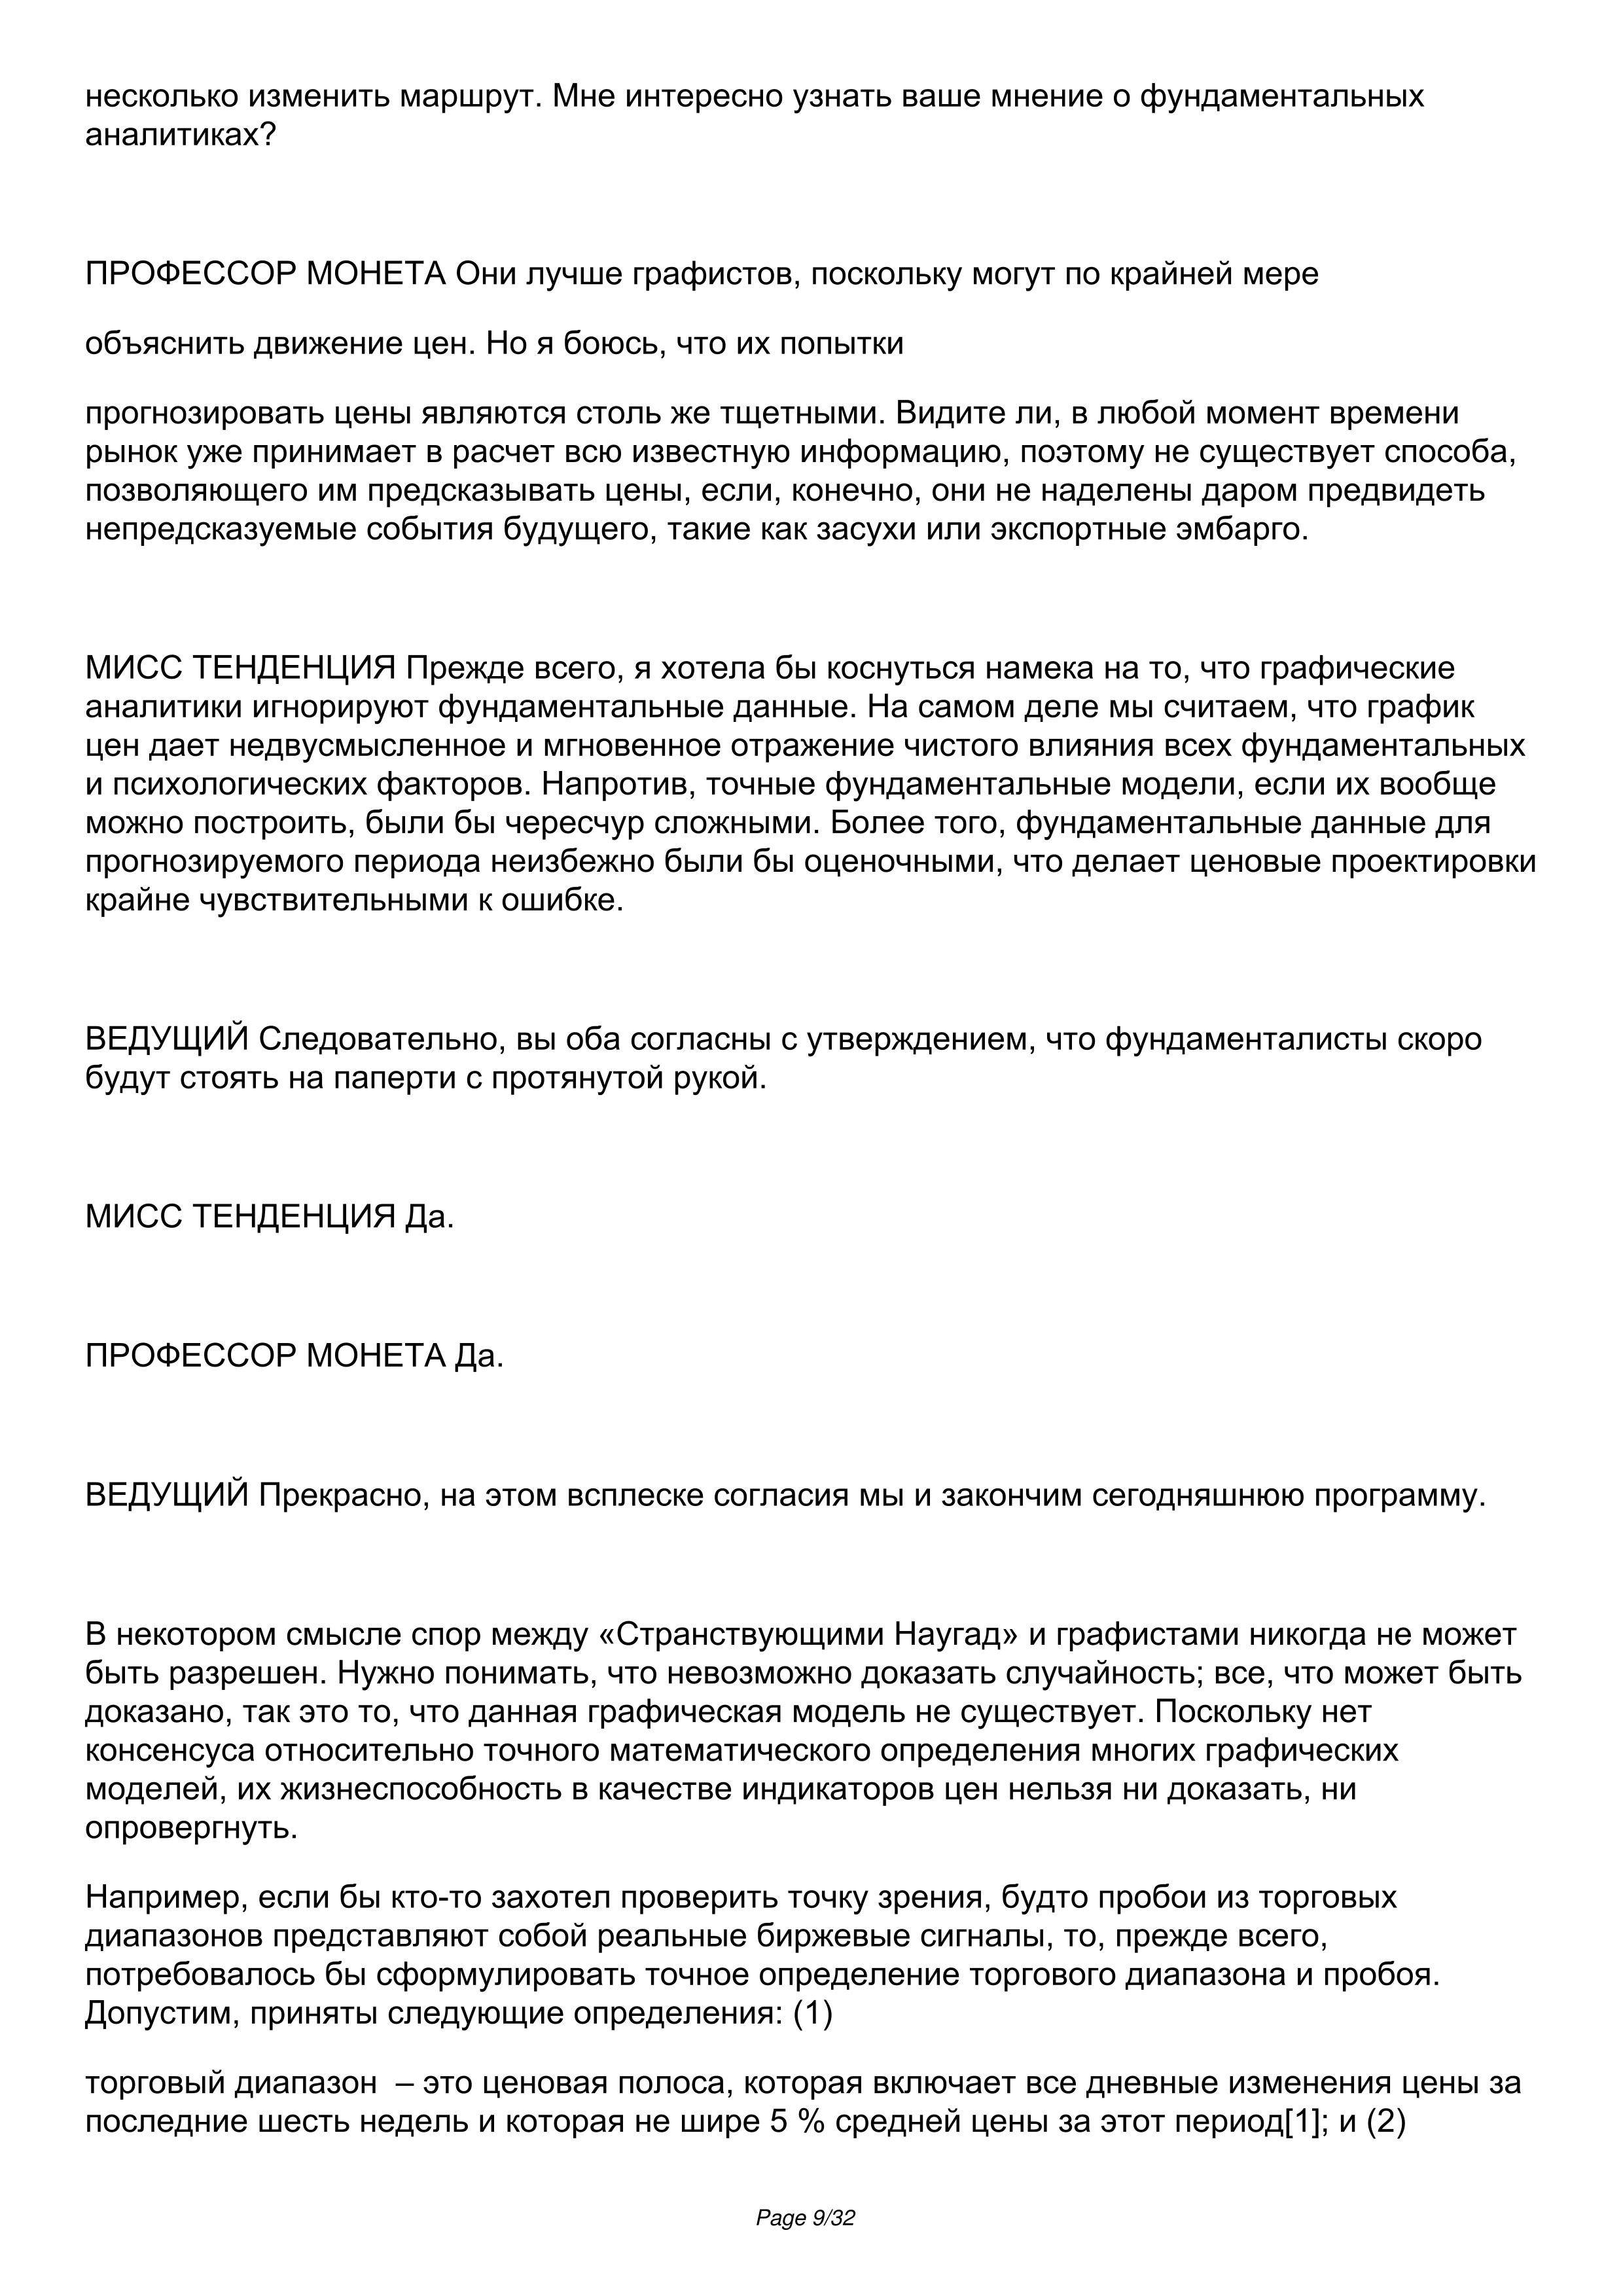 несколько изменить маршрут. Мне интересно узнать ваше мнение о фундаментальных
аналитиках?
ПРОФЕССОР МОНЕТА Они лучше графистов, поскольку могут по крайней мере
объяснить движение цен. Но я боюсь, что их попытки
прогнозировать цены являются столь же тщетными. Видите ли, в любой момент времени
рынок уже принимает в расчет всю известную информацию, поэтому не существует способа,
позволяющего им предсказывать цены, если, конечно, они не наделены даром предвидеть
непредсказуемые события будущего, такие как засухи или экспортные эмбарго.
МИСС ТЕНДЕНЦИЯ Прежде всего, я хотела бы коснуться намека на то, что графические
аналитики игнорируют фундаментальные данные. На самом деле мы считаем, что график
цен дает недвусмысленное и мгновенное отражение чистого влияния всех фундаментальных
и психологических факторов. Напротив, точные фундаментальные модели, если их вообще
можно построить, были бы чересчур сложными. Более того, фундаментальные данные для
прогнозируемого периода неизбежно были бы оценочными, что делает ценовые проектировки
крайне чувствительными к ошибке.
ВЕДУЩИЙ Следовательно, вы оба согласны с утверждением, что фундаменталисты скоро
будут стоять на паперти с протянутой рукой.
МИСС ТЕНДЕНЦИЯ Да.
ПРОФЕССОР МОНЕТА Да.
ВЕДУЩИЙ Прекрасно, на этом всплеске согласия мы и закончим сегодняшнюю программу.
В некотором смысле спор между «Странствующими Наугад» и графистами никогда не может
быть разрешен. Нужно понимать, что невозможно доказать случайность; все, что может быть
доказано, так это то, что данная графическая модель не существует. Поскольку нет
консенсуса относительно точного математического определения многих графических
моделей, их жизнеспособность в качестве индикаторов цен нельзя ни доказать, ни
опровергнуть.
Например, если бы кто-то захотел проверить точку зрения, будто пробои из торговых
диапазонов представляют собой реальные биржевые сигналы, то, прежде всего,
потребовалось бы сформулировать точное определение торгового диапазона и пробоя.
Допустим, приняты следующие определения: (1)
торговый диапазон – это ценовая полоса, которая включает все дневные изменения цены за
последние шесть недель и которая не шире 5 % средней цены за этот период[1]; и (2)
Page 9/32